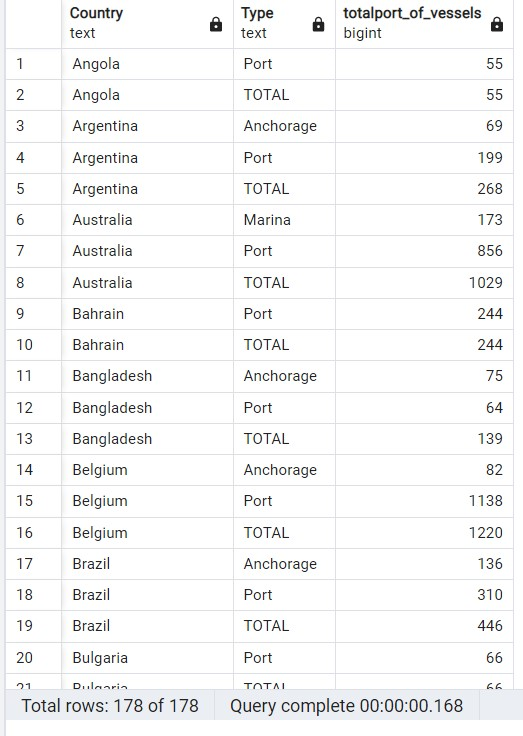 Country Type totalport_of_vessels
text text bigint
1 Angola Port 55
2 Angola TOTAL 55
3 Argentina Anchorage 69
4 Argentina Port 199
5 Argentina TOTAL 268
6 Australia Marina 173
7 Australia Port 856
8 Australia TOTAL 1029
9 Bahrain Port 244
10 Bahrain TOTAL 244
11 Bangladesh Anchorage 75
12 Bangladesh Port 64
13 Bangladesh TOTAL 139
14 Belgium Anchorage 82
15 Belgium Port 1138
16 Belgium TOTAL 1220
17 Brazil Anchorage 136
18 Brazil Port 310
19 Brazil TOTAL 446
20 Bulgaria Port 66
21 Bulgaria TOTAL 66
Total rows: 178 of 178 Query complete 00:00:00.168